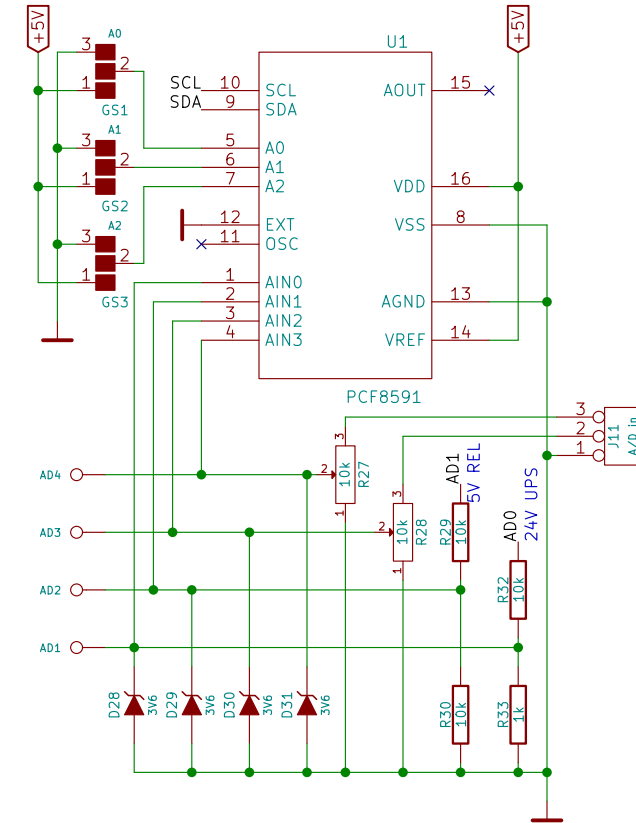 +5V
A0
3
2
1
GS1
A1
3
2
1
GS2
A2
3
2
1
GS3
U1
+5V
SCL 10 SCL
SDA 9 SDA
5 A0
6 A1
7 A2
12 EXT
11 OSC
1 AIN0
2 AIN1
3 AIN2
4 AIN3
AOUT 15
VDD 16
VSS 8
AGND 13
VREF 14
PCF8591
3
2
1
J11
A/D in
AD4
3
2
1
10k
R27
AD3
3
2
1
10k
R28
AD1
5V REL
R29
10k
AD0
24V UPS
R32
10k
AD2
AD1
D28
3V6
D29
3V6
D30
3V6
D31
3V6
R30
10k
R33
1k